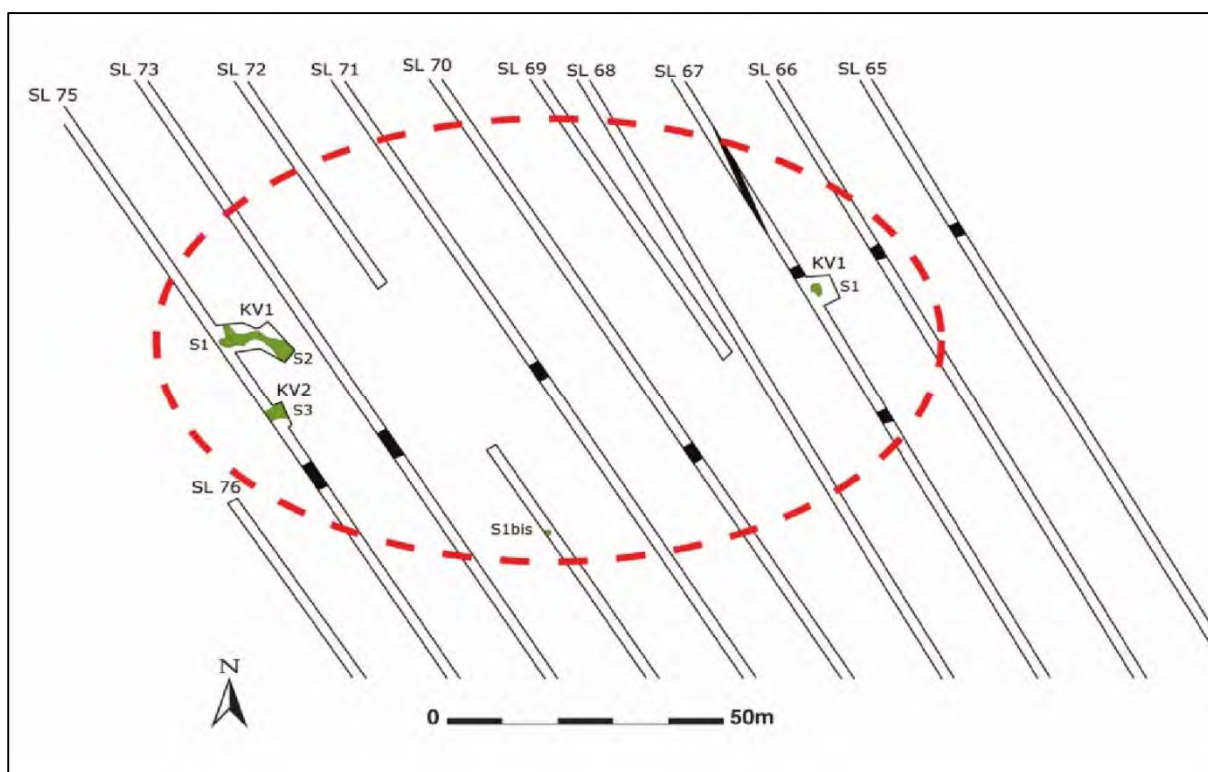 SL 75
SL 73
SL 72
SL 71
SL 70
SL 69
SL 68
SL 67
SL 66
SL 65
KV1
S1
KV1
S1
S2
KV2
S3
SL 76
S1bis
N
0
50m